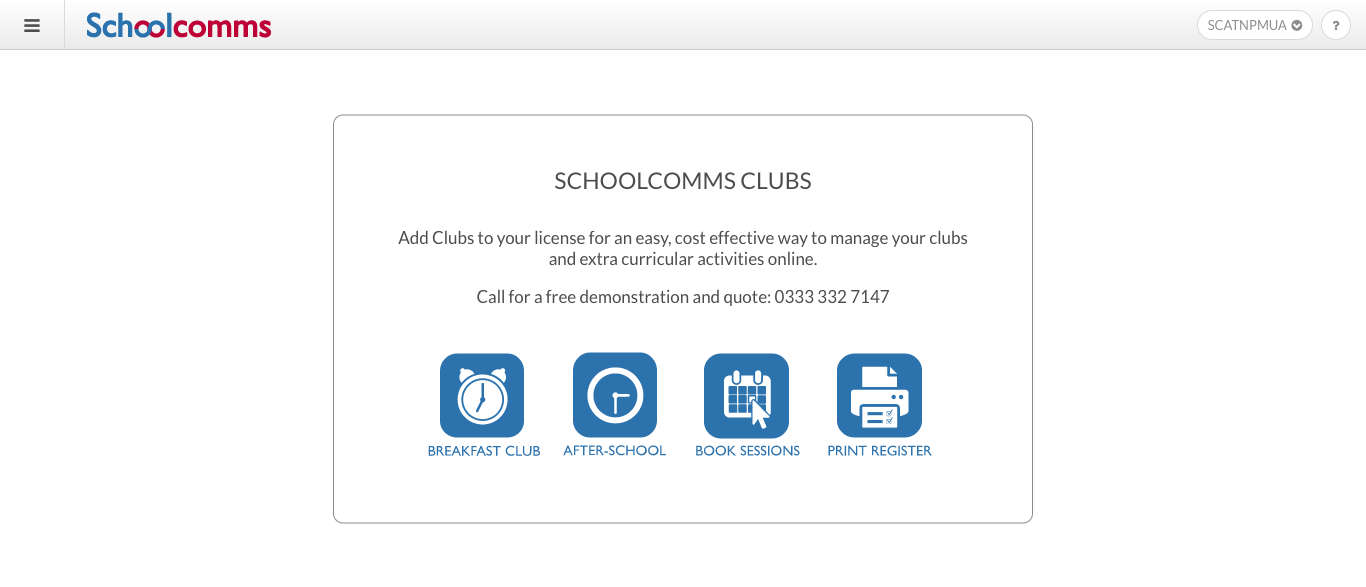 Schoolcomms
SCATNPMUA
?
SCHOOLCOMMS CLUBS
Add Clubs to your license for an easy, cost effective way to manage your clubs
and extra curricular activities online.
Call for a free demonstration and quote: 0333 332 7147
BREAKFAST CLUB
AFTER-SCHOOL
BOOK SESSIONS
PRINT REGISTER